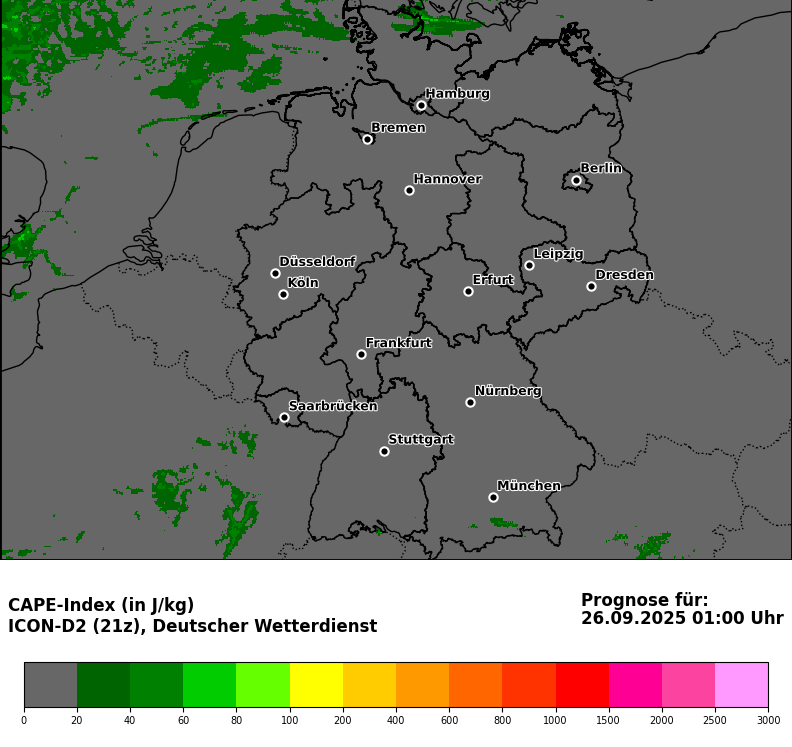 Hamburg
Bremen
Berlin
Hannover
Leipzig
Düsseldorf
Dresden
Köln
Erfurt
Frankfurt
Nürnberg
Saarbrücken
Stuttgart
München
CAPE-Index (in J/kg)
ICON-D2 (21z), Deutscher Wetterdienst
Prognose für:
26.09.2025 01:00 Uhr
0 20 40 60 80 100 200 400 600 800 1000 1500 2000 2500 3000